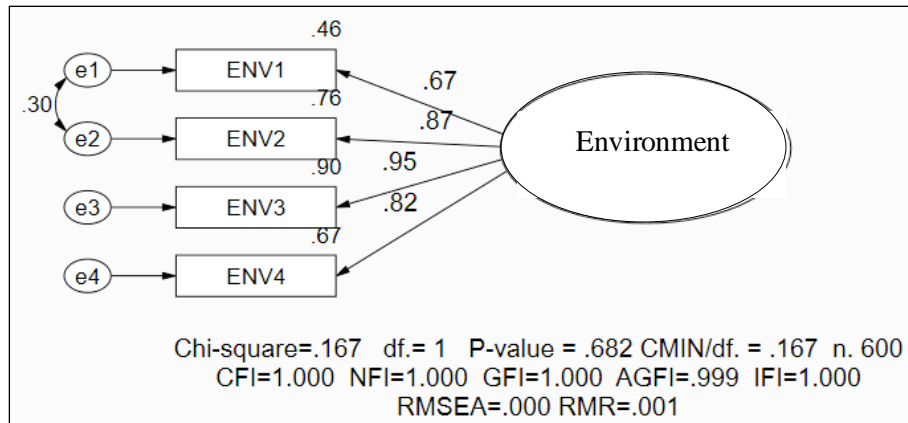 .46
e1 ENV1
.67
.76
.30
.87
e2 ENV2 Environment
.95
.90
e3 ENV3
.82
.67
e4 ENV4
Chi-square=.167 df.= 1 P-value = .682 CMIN/df. = .167 n. 600
CFI=1.000 NFI=1.000 GFI=1.000 AGFI=.999 IFI=1.000
RMSEA=.000 RMR=.001